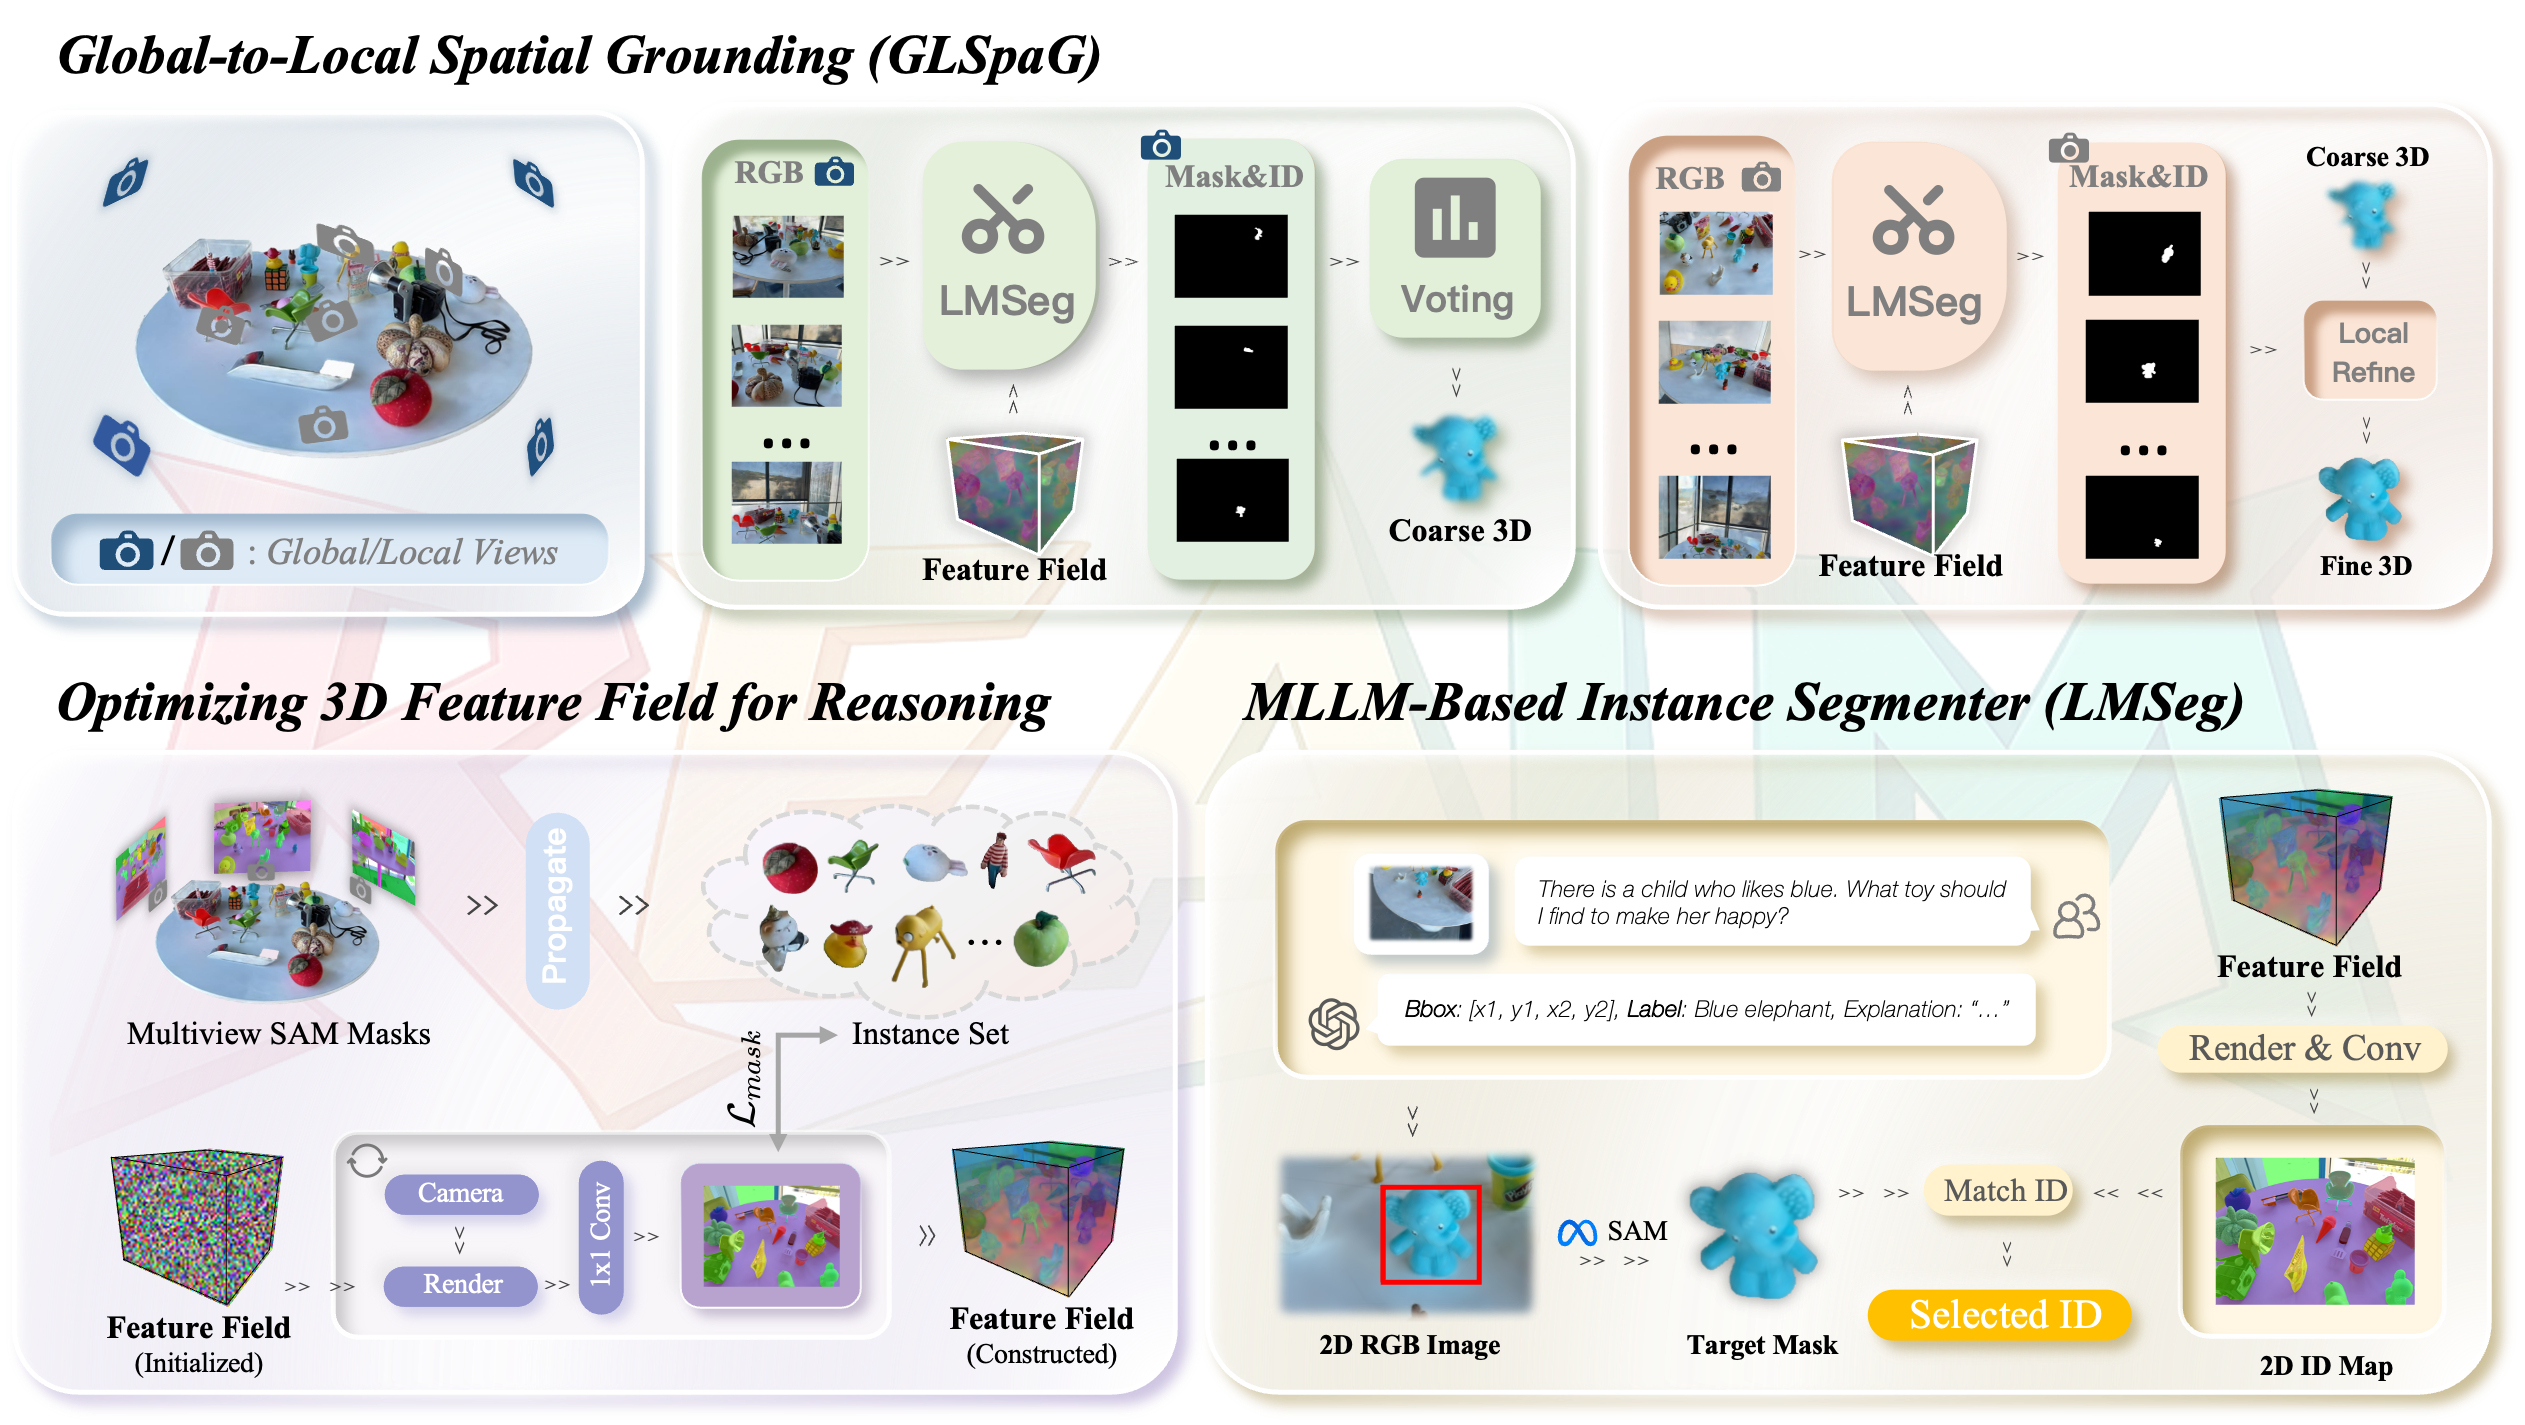 Global-to-Local Spatial Grounding (GLSpaG)
/ : Global/Local Views
RGB
LMSeg
Feature Field
Mask&ID
Voting
Coarse 3D
RGB
LMSeg
Feature Field
Mask&ID
Coarse 3D
Local
Refine
Fine 3D
Optimizing 3D Feature Field for Reasoning
Multiview SAM Masks
Propagate
Instance Set
ℒmask
Feature Field
(Initialized)
Camera
Render
1x1 Conv
Feature Field
(Constructed)
MLLM-Based Instance Segmenter (LMSeg)
There is a child who likes blue. What toy should
I find to make her happy?
Bbox: [x1, y1, x2, y2], Label: Blue elephant, Explanation: “…”
Feature Field
Render & Conv
2D RGB Image
SAM
Target Mask
Match ID
Selected ID
2D ID Map
REALM